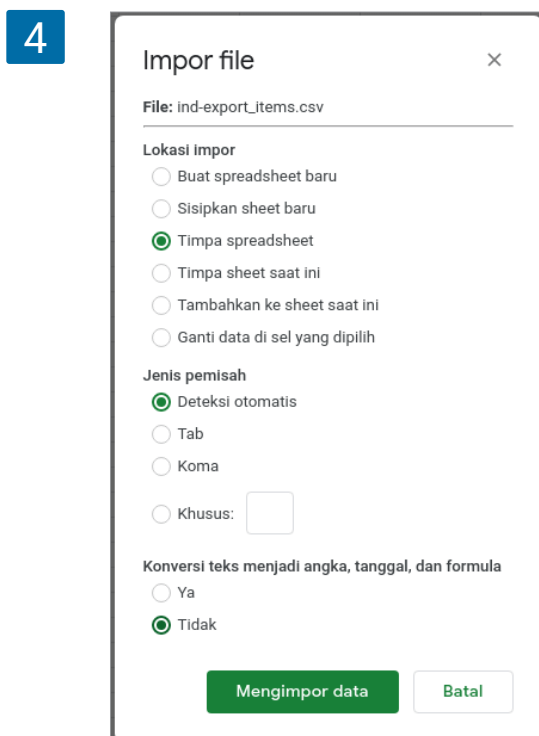 4
Impor file
File: ind-export_items.csv
Lokasi impor
Buat spreadsheet baru
Sisipkan sheet baru
Timpa spreadsheet
Timpa sheet saat ini
Tambahkan ke sheet saat ini
Ganti data di sel yang dipilih
Jenis pemisah
Deteksi otomatis
Tab
Koma
Khusus:
Konversi teks menjadi angka, tanggal, dan formula
Ya
Tidak
Mengimpor data Batal